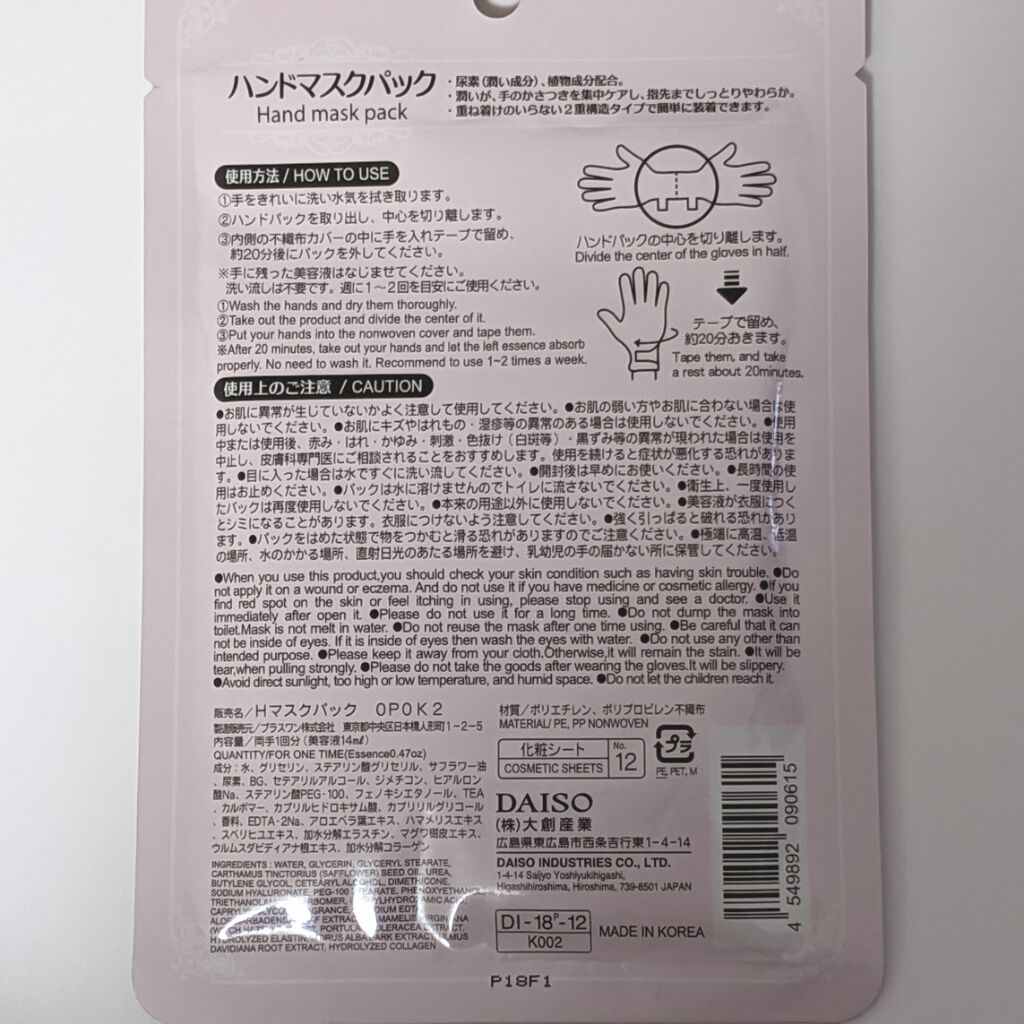 ハンドマスクパック
Hand mask pack
・尿素（潤い成分）、植物成分配合。
・潤いが、手のかさつきを集中ケアし、指先までしっとりやわらか。
・重ね着けのいらない2重構造タイプで簡単に装着できます。
使用方法 / HOW TO USE
①手をきれいに洗い水気を拭き取ります。
②ハンドパックを取り出し、中心を切り離します。
③内側の不織布カバーの中に手を入れテープで留め、
約20分後にパックを外してください。
※手に残った美容液はなじませてください。
洗い流しは不要です。週に1～2回を目安にご使用ください。
①Wash the hands and dry them thoroughly.
②Take out the product and divide the center of it.
③Put your hands into the nonwoven cover and tape them.
※After 20 minutes, take out your hands and let the left essence absorb
properly. No need to wash it. Recommend to use 1~2 times a week.
ハンドパックの中心を切り離します。
Divide the center of the gloves in half.
テープで留め、
約20分おきます。
Tape them, and take
a rest about 20minutes.
使用上のご注意 / CAUTION
●お肌に異常が生じていないかよく注意して使用してください。●お肌の弱い方やお肌に合わない場合は使
用しないでください。●お肌にキズやはれもの・湿疹等の異常のある場合は使用しないでください。●使用
中または使用後、赤み・はれ・かゆみ・刺激・色抜け（白斑等）・黒ずみ等の異常が現われた場合は使用を
中止し、皮膚科専門医にご相談されることをおすすめします。使用を続けると症状が悪化する恐れがありま
す。●目に入った場合は水ですぐに洗い流してください。●開封後は早めにお使いください。●長時間の使
用はお止めください。●パックは水に溶けませんのでトイレに流さないでください。●衛生上、一度使用し
たパックは再度使用しないでください。●本来の用途以外に使用しないでください。●美容液が衣服につく
とシミになることがあります。衣服につけないよう注意してください。●強く引っぱると破れる恐れがあり
ます。●パックをはめた状態で物をつかむと滑る恐れがありますのでご注意ください。●極端に高温、低温
の場所、水のかかる場所、直射日光のあたる場所を避け、乳幼児の手の届かない所に保管してください。
●When you use this product,you should check your skin condition such as having skin trouble. ●Do
not apply it on a wound or eczema. And do not use it if you have medicine or cosmetic allergy. ●If you
find red spot on the skin or feel itching in using, please stop using and see a doctor. ●Use it
immediately after open it. ●Please do not use it for a long time. ●Do not dump the mask into
toilet.Mask is not melt in water. ●Do not reuse the mask after one time using. ●Be careful that it can
not be inside of eyes. If it is inside of eyes then wash the eyes with water. ●Do not use any other than
intended purpose. ●Please keep it away from your cloth.Otherwise,it will remain the stain. ●It will be
tear,when pulling strongly. ●Please do not take the goods after wearing the gloves.It will be slippery.
●Avoid direct sunlight, too high or low temperature, and humid space. ●Do not let the children reach it.
販売名／Hマスクパック 0P0K2
製造販売元／プラスワン株式会社 東京都中央区日本橋人形町1－2－5
内容量／両手1回分（美容液14㎖）
QUANTITY/FOR ONE TIME(Essence0.47oz)
成分：水、グリセリン、ステアリン酸グリセリル、サフラワー油
、尿素、BG、セテアリルアルコール、ジメチコン、ヒアルロン
酸Na、ステアリン酸PEG-100、フェノキシエタノール、TEA
、カルボマー、カプリルヒドロキサム酸、カプリリルグリコール
、香料、EDTA-2Na、アロエベラ葉エキス、ハマメリスエキス
、スベリヒユエキス、加水分解エラスチン、マグワ樹皮エキス、
ウルムスダビディアナ根エキス、加水分解コラーゲン
INGREDIENTS : WATER, GLYCERIN, GLYCERYL STEARATE,
CARTHAMUS TINCTORIUS (SAFFLOWER) SEED OIL, UREA,
BUTYLENE GLYCOL, CETEARYL ALCOHOL, DIMETHICONE,
SODIUM HYALURONATE, PEG-100 STEARATE, PHENOXYETHANOL,
TRIETHANOLAMINE, CARBOMER, CAPRYLHYDROXAMIC ACID,
CAPRYLYL GLYCOL, FRAGRANCE, DISODIUM EDTA,
ALOE BARBADENSIS LEAF EXTRACT, HAMAMELIS VIRGINIANA
(WITCH HAZEL) EXTRACT, PORTULACA OLERACEA EXTRACT,
HYDROLYZED ELASTIN, MORUS ALBA BARK EXTRACT, ULMUS
DAVIDIANA ROOT EXTRACT, HYDROLYZED COLLAGEN
材質／ポリエチレン、ポリプロピレン不織布
MATERIAL/ PE, PP NONWOVEN
化粧シート
COSMETIC SHEETS
No.
12
プラ
PE, PET, M
DAISO
(株)大創産業
広島県東広島市西条吉行東1－4－14
DAISO INDUSTRIES CO., LTD.
1-4-14 Saijyo Yoshiyukihigashi,
Higashihiroshima, Hiroshima, 739-8501 JAPAN
D1-18ᴾ-12
K002
MADE IN KOREA
4 549892 090615
P18F1